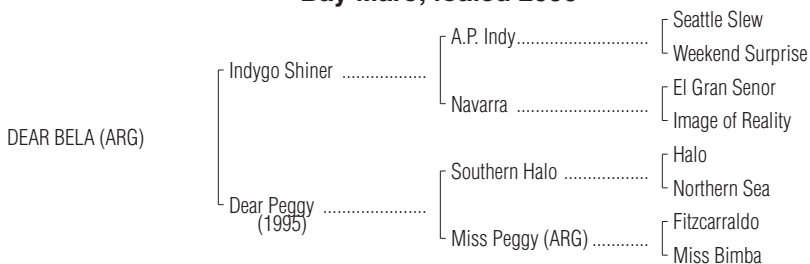 Bay Mare, foaled
Seattle Slew
A.P. Indy
Weekend Surprise
Indygo Shiner
El Gran Senor
Navarra
Image of Reality
DEAR BELA (ARG)
Halo
Southern Halo
Northern Sea
Dear Peggy
(1995)
Fitzcarraldo
Miss Peggy (ARG)
Miss Bimba